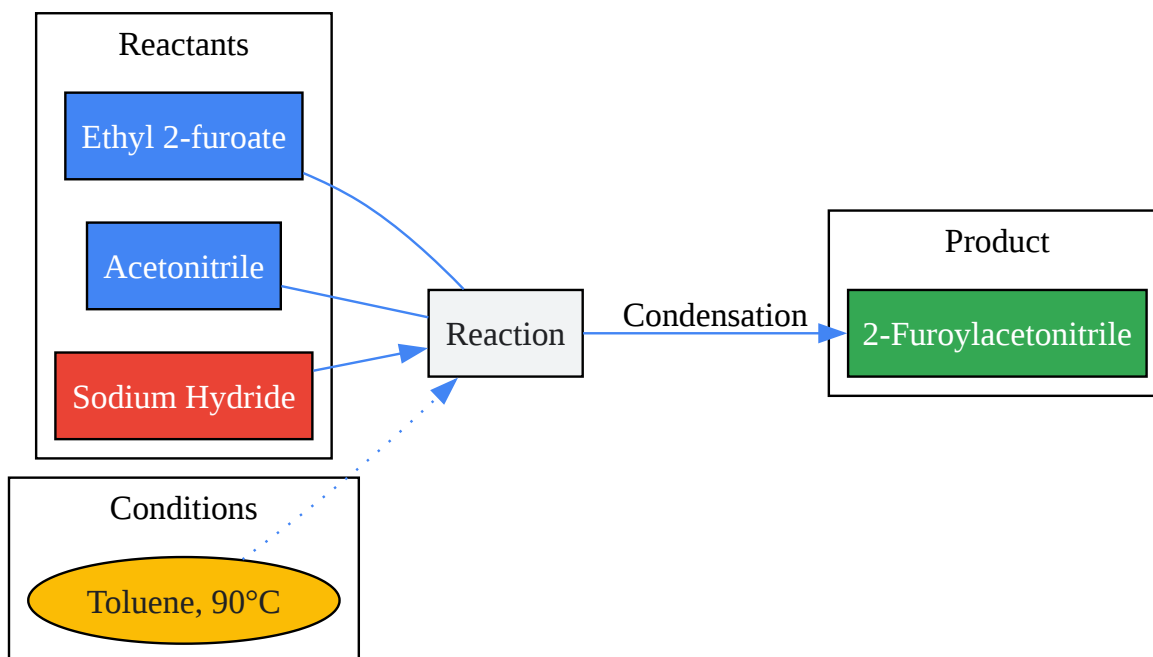 Reactants
Ethyl 2-furoate
Acetonitrile
Sodium Hydride
Reaction
Condensation
Product
2-Furoylacetonitrile
Conditions
Toluene, 90°C